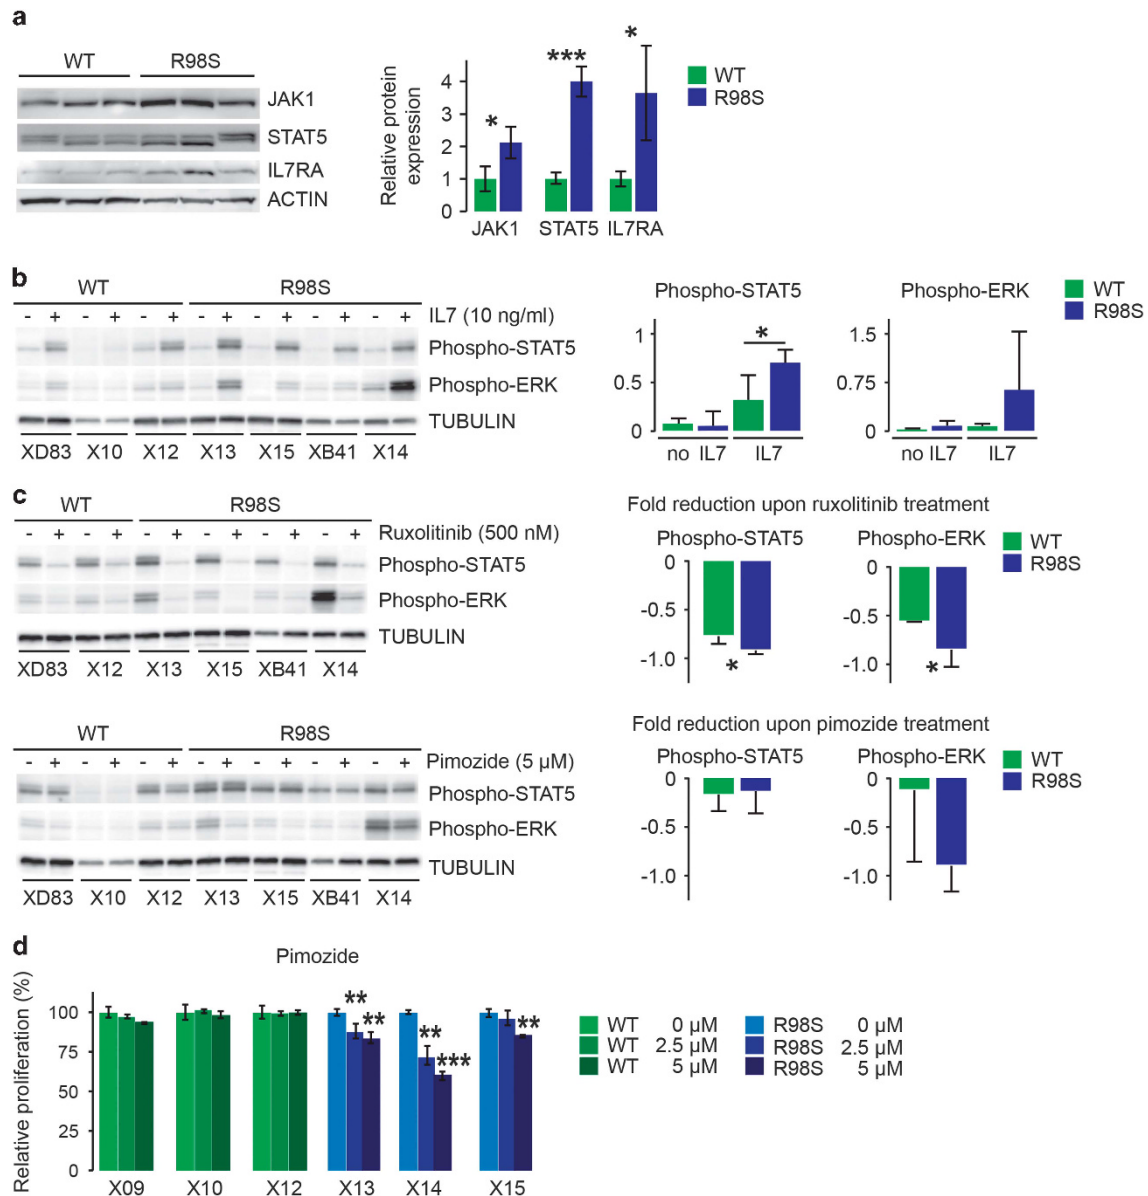 a
WT R98S
JAK1
STAT5
IL7RA
ACTIN
Relative protein
expression
4
3
2
1
0
* *** *
JAK1 STAT5 IL7RA
WT
R98S
b
WT R98S
- + - + - + - + - + - + - + IL7 (10 ng/ml)
Phospho-STAT5
Phospho-ERK
TUBULIN
XD83 X10 X12 X13 X15 XB41 X14
Phospho-STAT5
1
0.5
0
*
no IL7 IL7
Phospho-ERK
1.5
0.75
0
no IL7 IL7
WT
R98S
c
WT R98S
- + - + - + - + - + - + Ruxolitinib (500 nM)
Phospho-STAT5
Phospho-ERK
TUBULIN
XD83 X12 X13 X15 XB41 X14
Fold reduction upon ruxolitinib treatment
Phospho-STAT5
0
-0.5
-1.0
*
Phospho-ERK
0
-0.5
-1.0
*
WT
R98S
WT R98S
- + - + - + - + - + - + - + Pimozide (5 µM)
Phospho-STAT5
Phospho-ERK
TUBULIN
XD83 X10 X12 X13 X15 XB41 X14
Fold reduction upon pimozide treatment
Phospho-STAT5
0
-0.5
-1.0
Phospho-ERK
0
-0.5
-1.0
WT
R98S
d
Pimozide
Relative proliferation (%)
100
75
50
25
0
** ** ** *** **
X09 X10 X12 X13 X14 X15
WT 0 µM R98S 0 µM
WT 2.5 µM R98S 2.5 µM
WT 5 µM R98S 5 µM